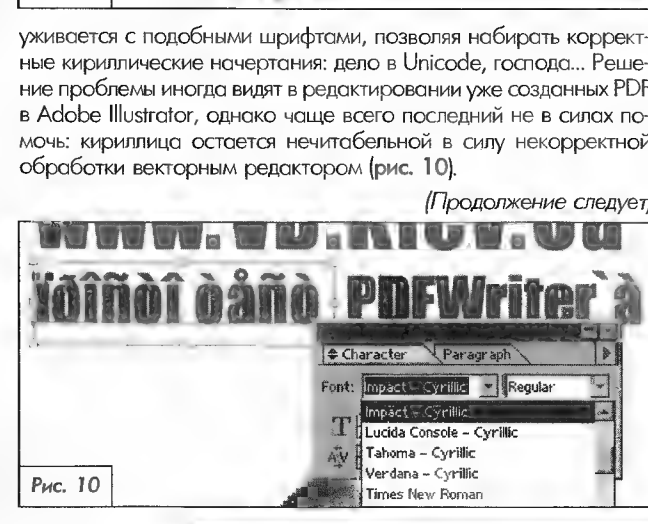 уживается с подобными шрифтами, позволяя набирать коррект-
ные кириллические начертания: дело в Unicode, господа... Реше-
ние проблемы иногда видят в редактировании уже созданных PDF
в Adobe Illustrator, однако чаще всего последний не в силах по-
мочь: кириллица остается нечитабельной в силу некорректной
обработки векторным редактором (рис. 10).
(Продолжение следует)
ïðîñòî òåñò PDFWriter`à
Character Paragraph
Font: Impact - Cyrillic Regular
Impact - Cyrillic
Lucida Console - Cyrillic
Tahoma - Cyrillic
Verdana - Cyrillic
Times New Roman
Рис. 10